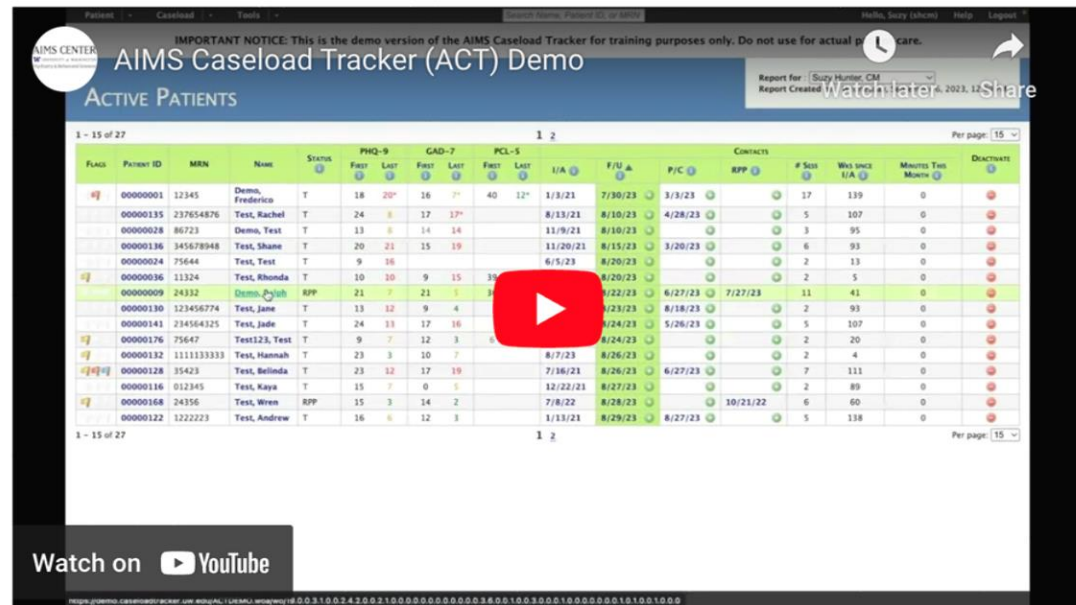 Patient Caseload Tools Search Name, Patient ID, or MRN Hello, Suzy (shcm) Help Logout
IMPORTANT NOTICE: This is the demo version of the AIMS Caseload Tracker for training purposes only. Do not use for actual care.
AIMS CENTER
AIMS Caseload Tracker (ACT) Demo
Watch later
Share
Report for : Suzy Hunter, CM
Report Created 2023,
ACTIVE PATIENTS
1 - 15 of 27 1 2 Per page: 15
PHQ-9 GAD-7 PCL-5 CONTACTS
FLAGS PATIENT ID MRN NAME STATUS FIRST LAST FIRST LAST FIRST LAST I/A F/U P/C RPP # SESS WKS SINCE I/A MINUTES THIS MONTH DEACTIVATE
00000001 12345 Demo, Frederico T 18 20* 16 7* 40 12* 1/3/21 7/30/23 3/3/23 17 139 0
00000135 237654876 Test, Rachel T 24 8 17 17* 8/13/21 8/10/23 4/28/23 5 107 0
00000028 86723 Demo, Test T 13 14 14 11/9/21 8/10/23 3 95 0
00000136 345678948 Test, Shane T 20 21 15 19 11/20/21 8/15/23 3/20/23 6 93 0
00000024 75644 Test, Test T 9 16 6/5/23 8/20/23 2 13 0
00000036 11324 Test, Rhonda T 10 10 9 15 39 8/20/23 2 5 0
00000009 24332 Demo, Ralph RPP 21 7 21 5 8/22/23 6/27/23 7/27/23 11 41 0
00000130 123456774 Test, Jane T 13 12 9 4 8/23/23 8/18/23 2 93 0
00000141 234564325 Test, Jade T 24 13 17 16 8/24/23 5/26/23 5 107 0
00000176 75647 Test123, Test T 9 7 12 3 8/24/23 2 20 0
00000132 1111133333 Test, Hannah T 23 3 10 7 8/7/23 8/26/23 2 4 0
00000128 35423 Test, Belinda T 23 12 17 19 7/16/21 8/26/23 6/27/23 7 111 0
00000116 012345 Test, Kaya T 15 7 0 5 12/22/21 8/27/23 2 89 0
00000168 24356 Test, Wren RPP 15 3 14 2 7/8/22 8/28/23 10/21/22 6 60 0
00000122 1222223 Test, Andrew T 16 6 12 3 1/13/21 8/29/23 8/27/23 5 138 0
1 - 15 of 27 1 2 Per page: 15
Watch on YouTube